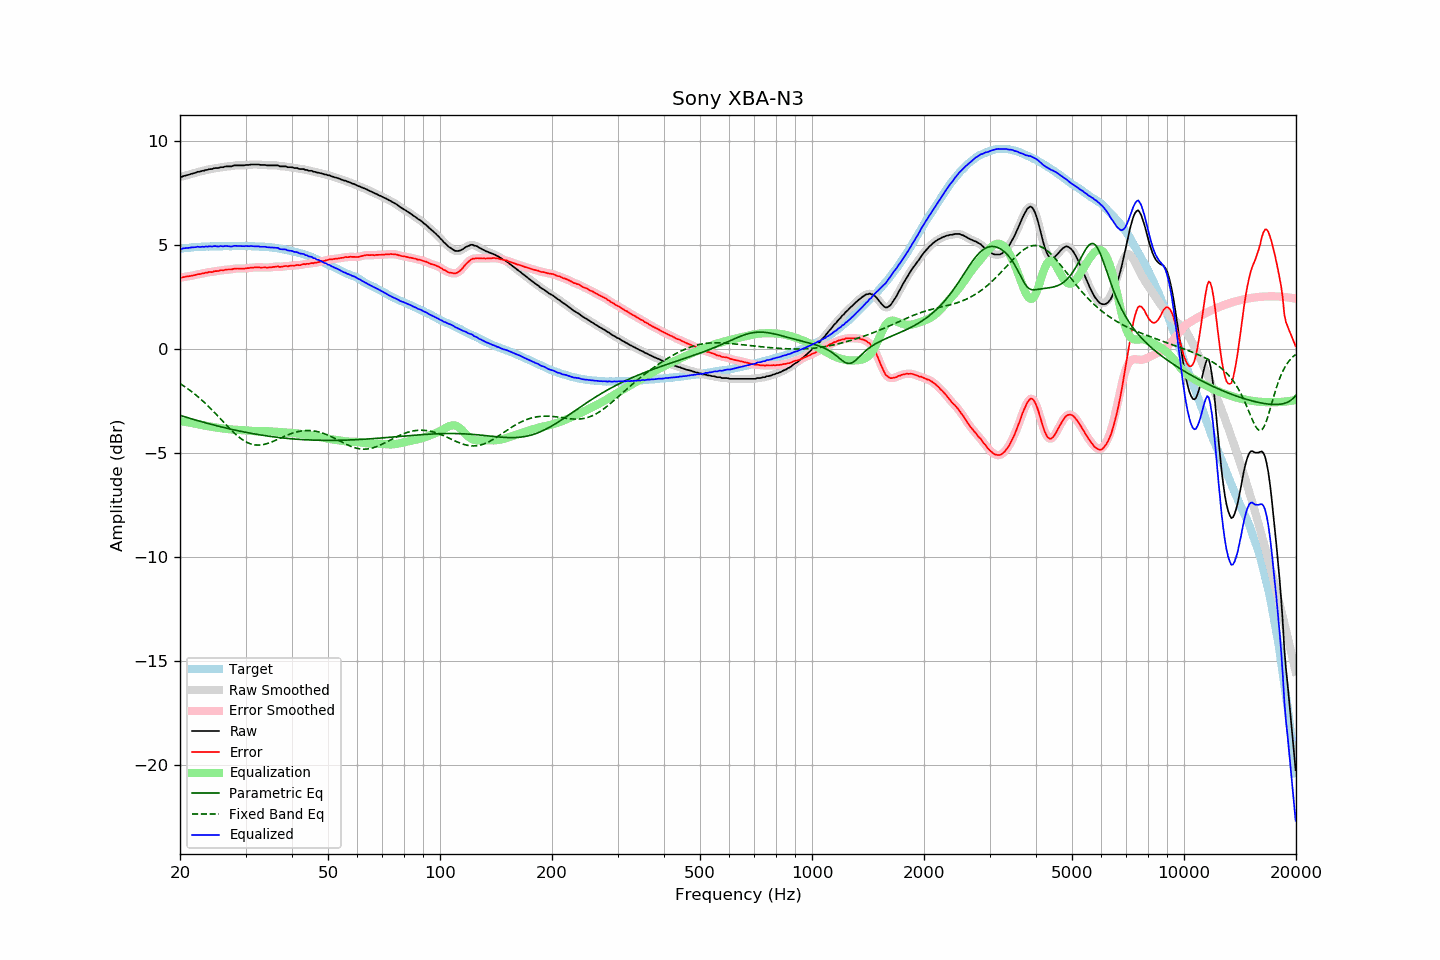 Sony XBA-N3
10
5
0
−5
−10
−15
−20
Amplitude (dBr)
Target
Raw Smoothed
Error Smoothed
Raw
Error
Equalization
Parametric Eq
Fixed Band Eq
Equalized
20 50 100 200 500 1000 2000 5000 10000 20000
Frequency (Hz)